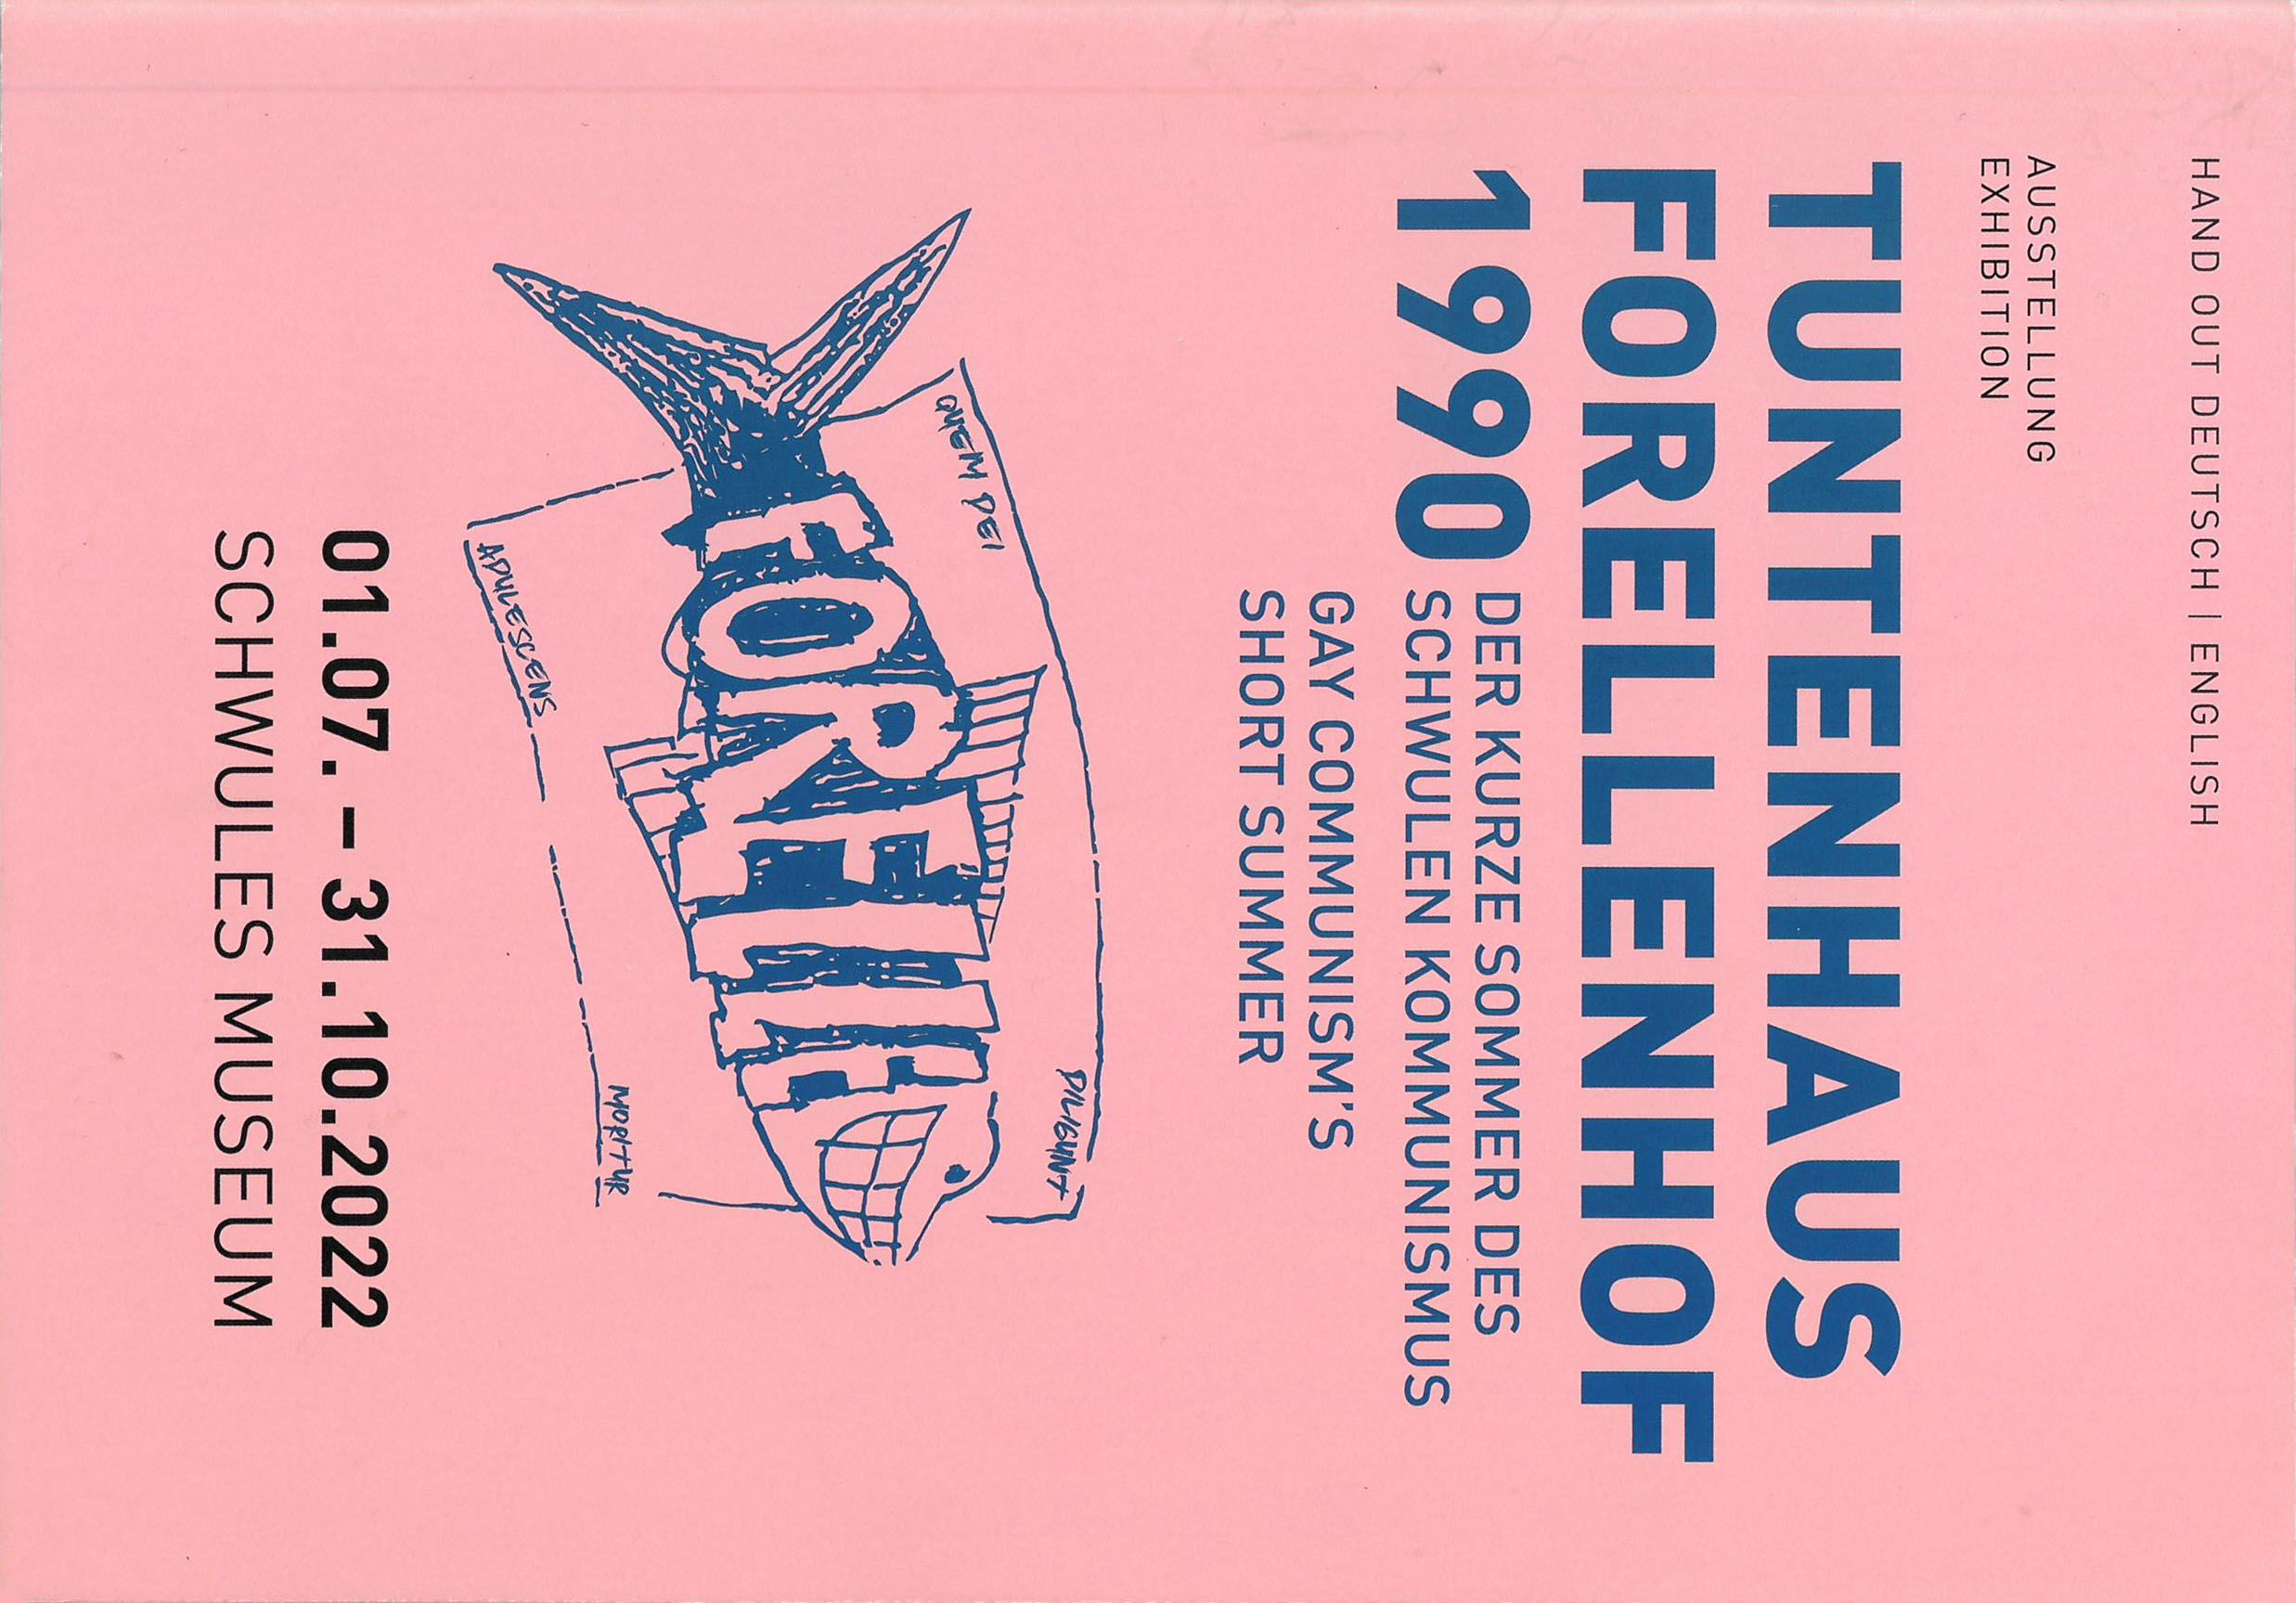 HAND OUT DEUTSCH | ENGLISH
AUSSTELLUNG
EXHIBITION
TUNTENHAUS
FORELLENHOF
1990
DER KURZE SOMMER DES
SCHWULEN KOMMUNISMUS
GAY COMMUNISM'S
SHORT SUMMER
QUEM DEI
DILIGUNT
FORELLE
MORITUR
ADULESCENS
01.07. – 31.10.2022
SCHWULES MUSEUM